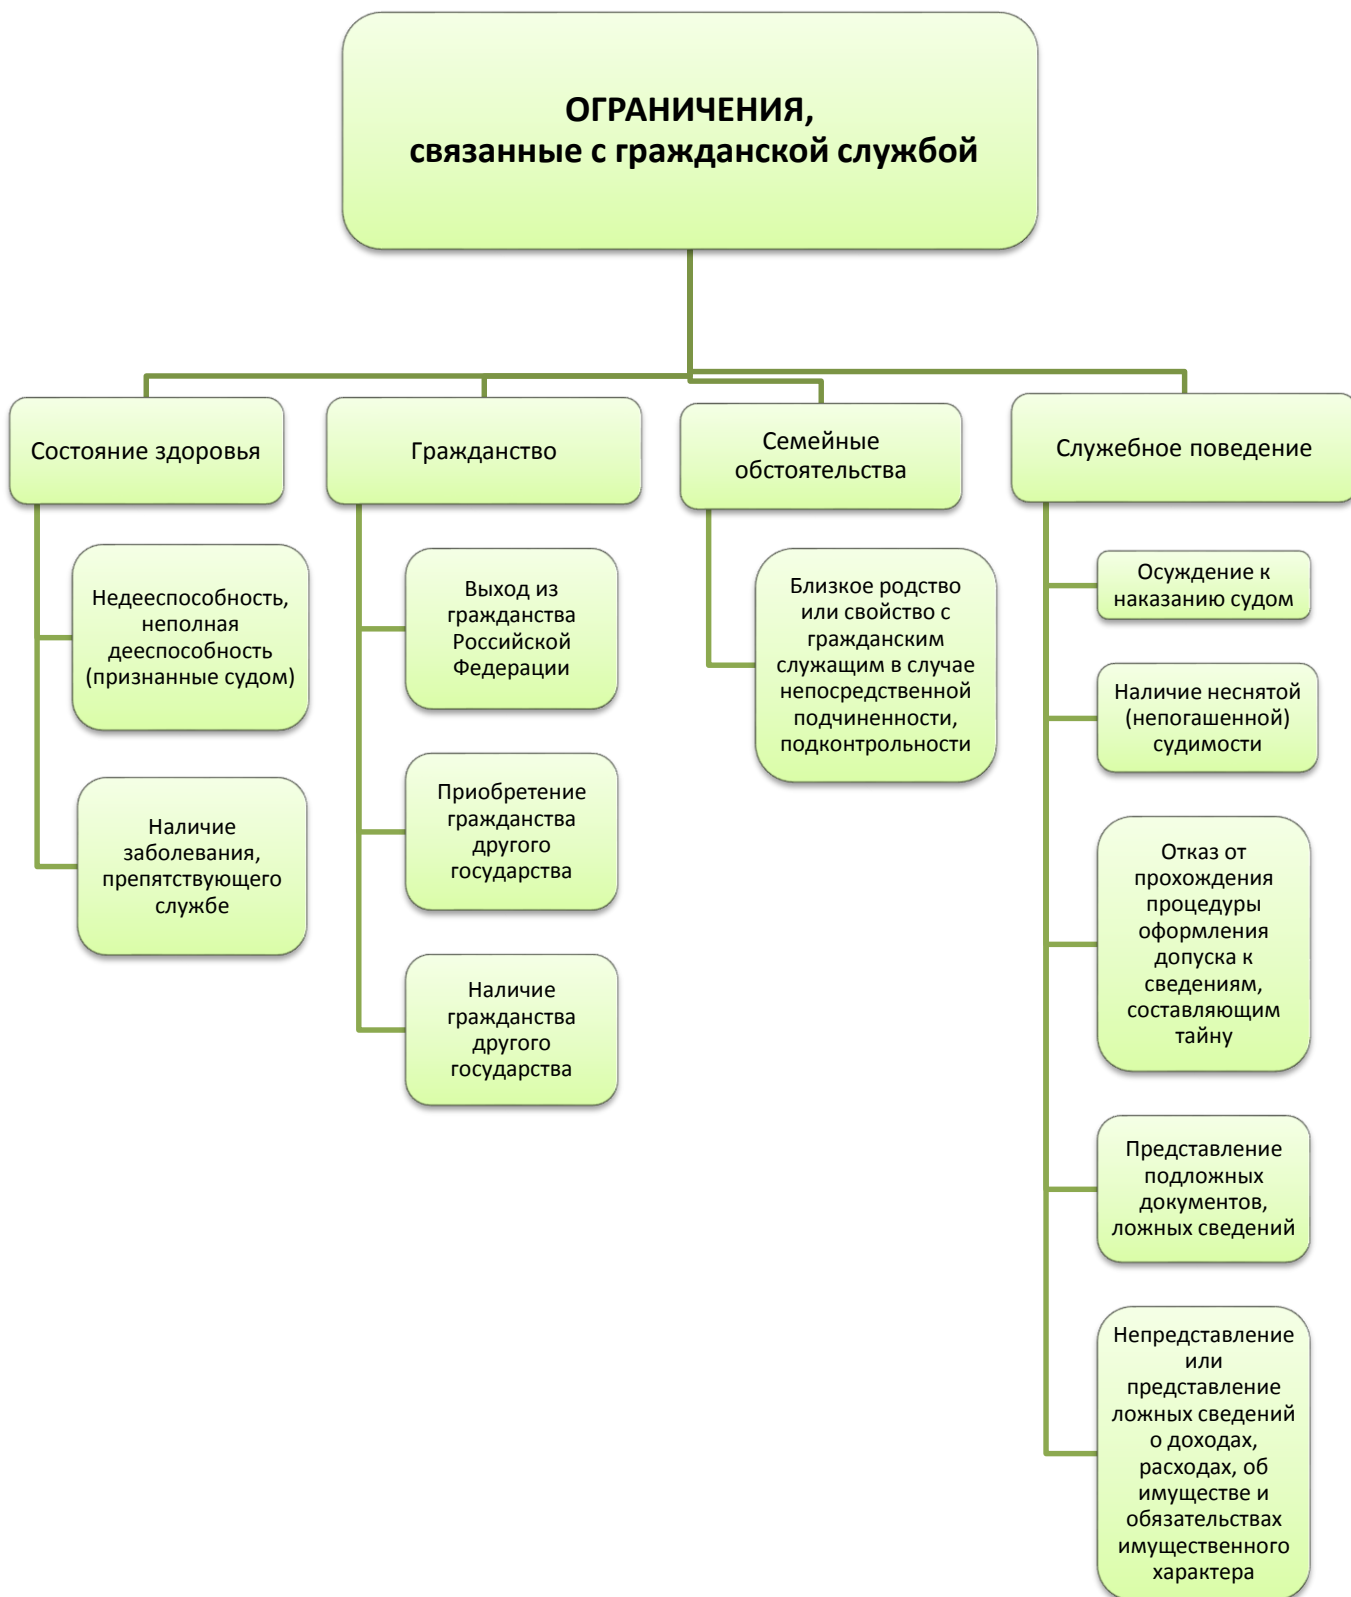 ОГРАНИЧЕНИЯ,
связанные с гражданской службой
Состояние здоровья
Недееспособность,
неполная
дееспособность
(признанные судом)
Наличие
заболевания,
препятствующего
службе
Гражданство
Выход из
гражданства
Российской
Федерации
Приобретение
гражданства
другого
государства
Наличие
гражданства
другого
государства
Семейные
обстоятельства
Близкое родство
или свойство с
гражданским
служащим в случае
непосредственной
подчиненности,
подконтрольности
Служебное поведение
Осуждение к
наказанию судом
Наличие неснятой
(непогашенной)
судимости
Отказ от
прохождения
процедуры
оформления
допуска к
сведениям,
составляющим
тайну
Представление
подложных
документов,
ложных сведений
Непредставление
или
представление
ложных сведений
о доходах,
расходах, об
имуществе и
обязательствах
имущественного
характера